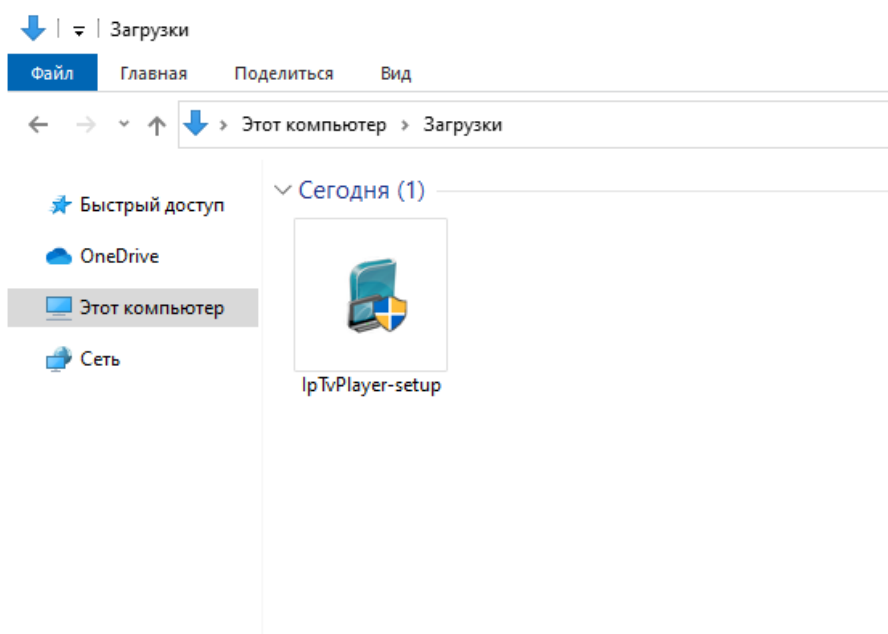 Загрузки
Файл Главная Поделиться Вид
Этот компьютер Загрузки
Быстрый доступ
OneDrive
Этот компьютер
Сеть
Сегодня (1)
IpTvPlayer-setup